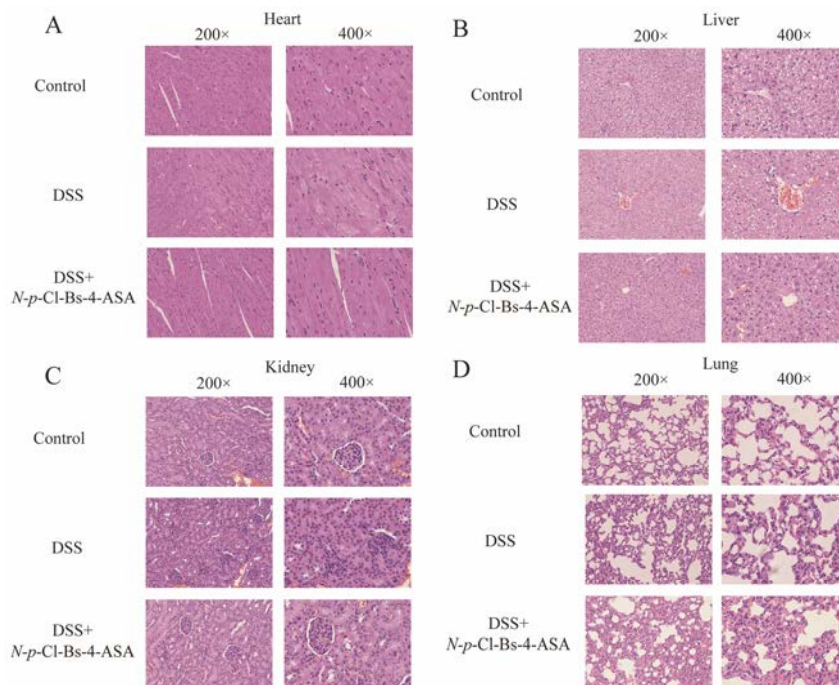 A
Heart
200×
400×
Control
DSS
DSS+
N-p-Cl-Bs-4-ASA
B
Liver
200×
400×
Control
DSS
DSS+
N-p-Cl-Bs-4-ASA
C
Kidney
200×
400×
Control
DSS
DSS+
N-p-Cl-Bs-4-ASA
D
Lung
200×
400×
Control
DSS
DSS+
N-p-Cl-Bs-4-ASA